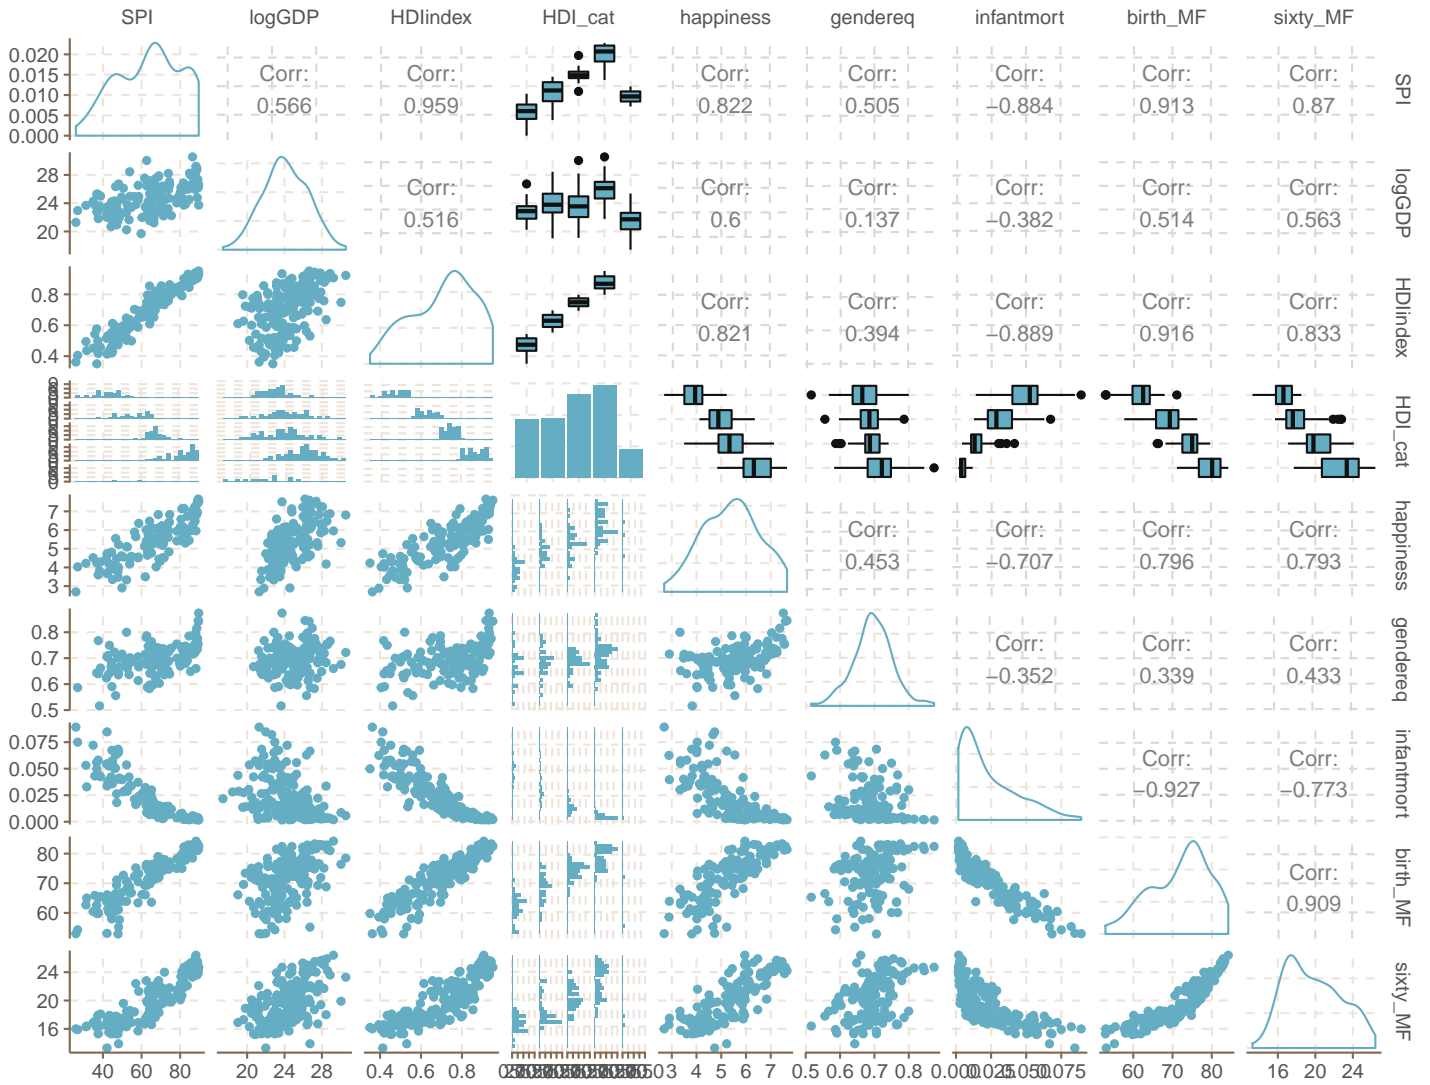 SPI logGDP HDIindex HDI_cat happiness gendereq infantmort birth_MF sixty_MF
0.020
0.015
0.010
0.005
0.000
Corr:
0.566
Corr:
0.959
Corr:
0.822
Corr:
0.505
Corr:
−0.884
Corr:
0.913
Corr:
0.87
SPI
28
24
20
Corr:
0.516
Corr:
0.6
Corr:
0.137
Corr:
−0.382
Corr:
0.514
Corr:
0.563
logGDP
0.8
0.6
0.4
Corr:
0.821
Corr:
0.394
Corr:
−0.889
Corr:
0.916
Corr:
0.833
HDIindex
HDI_cat
7
6
5
4
3
Corr:
0.453
Corr:
−0.707
Corr:
0.796
Corr:
0.793
happiness
0.8
0.7
0.6
0.5
Corr:
−0.352
Corr:
0.339
Corr:
0.433
gendereq
0.075
0.050
0.025
0.000
Corr:
−0.927
Corr:
−0.773
infantmort
80
70
60
Corr:
0.909
birth_MF
24
20
16
sixty_MF
40 60 80 20 24 28 0.4 0.6 0.8 3 4 5 6 7 0.5 0.6 0.7 0.8 0.000 0.025 0.050 0.075 60 70 80 16 20 24